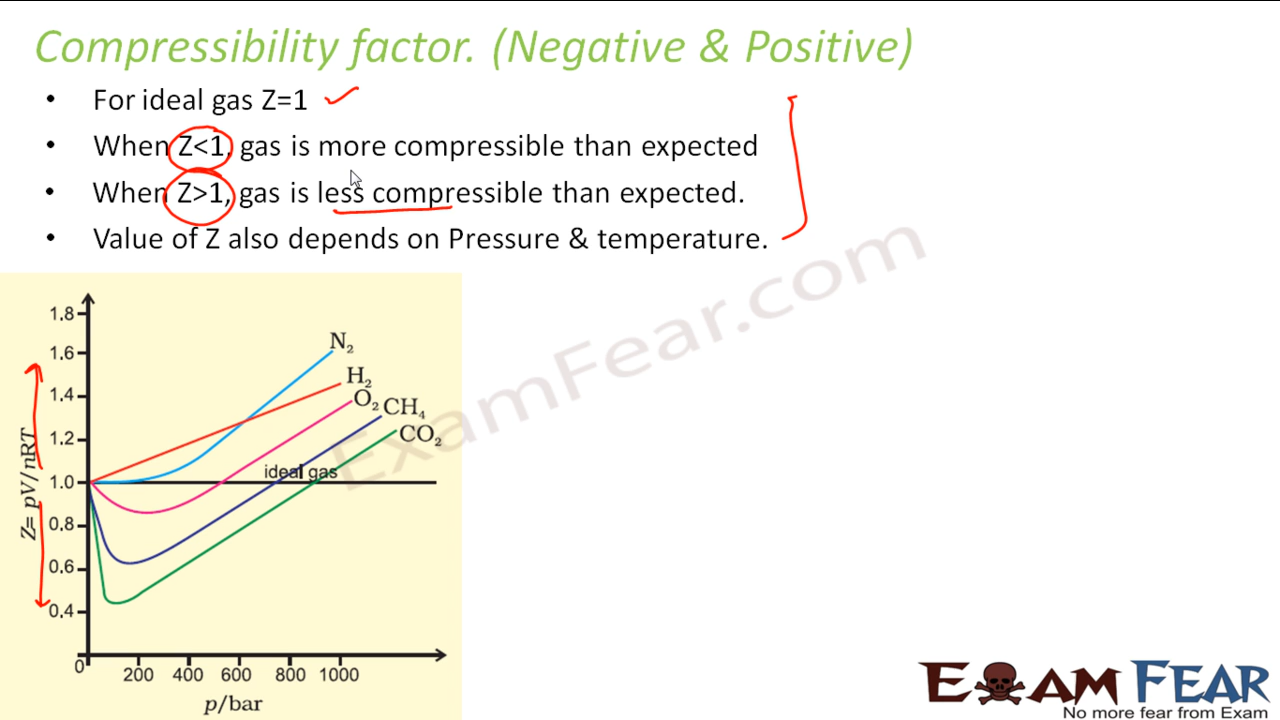 Compressibility factor. (Negative & Positive)
• For ideal gas Z=1
• When Z<1, gas is more compressible than expected
• When Z>1, gas is less compressible than expected.
• Value of Z also depends on Pressure & temperature.
ExamFear.com
1.8
1.6
1.4
1.2
1.0
0.8
0.6
0.4
0
Z= pV/nRT
N₂
H₂
O₂
CH₄
CO₂
ideal gas
200 400 600 800 1000
p/bar
EXAM FEAR
No more fear from Exam